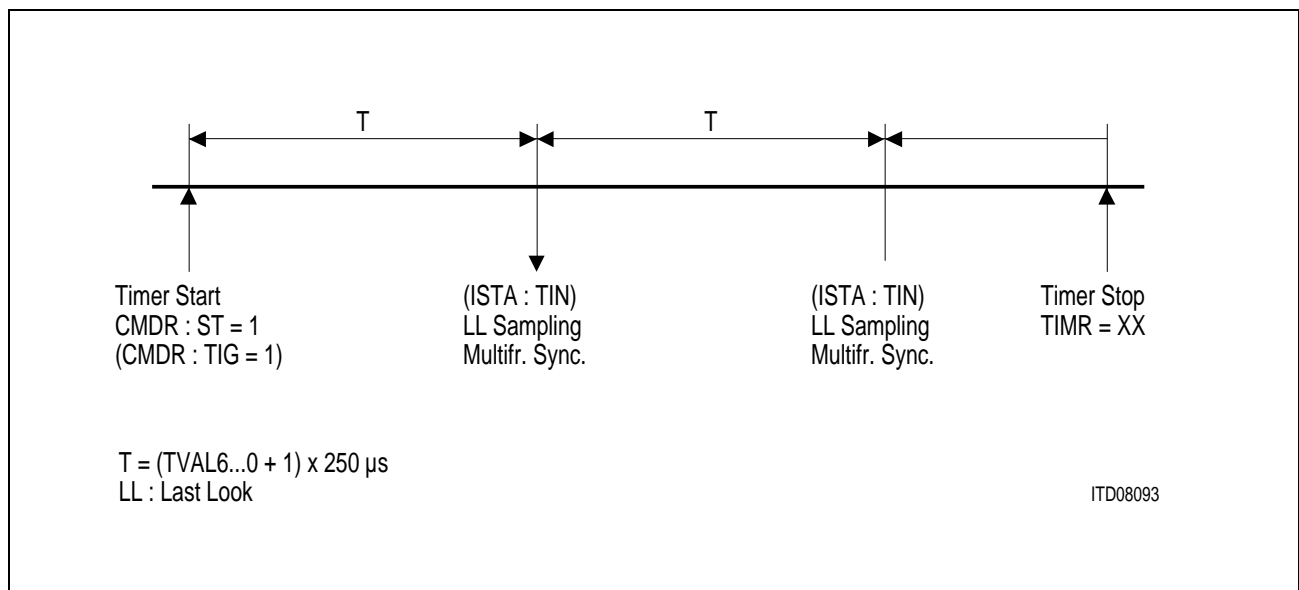 T
T
Timer Start
CMDR : ST = 1
(CMDR : TIG = 1)
(ISTA : TIN)
LL Sampling
Multifr. Sync.
(ISTA : TIN)
LL Sampling
Multifr. Sync.
Timer Stop
TIMR = XX
T = (TVAL6...0 + 1) x 250 µs
LL : Last Look
ITD08093